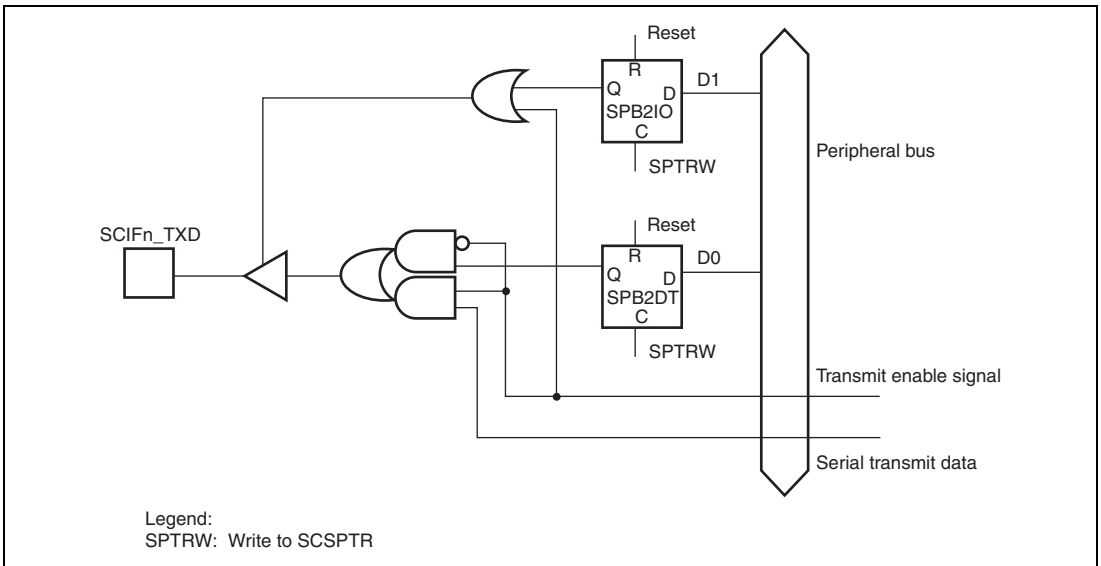 Reset
R
Q
D
D1
SPB2IO
C
SPTRW
Peripheral bus
SCIFn_TXD
Reset
R
Q
D
D0
SPB2DT
C
SPTRW
Transmit enable signal
Serial transmit data
Legend:
SPTRW: Write to SCSPTR